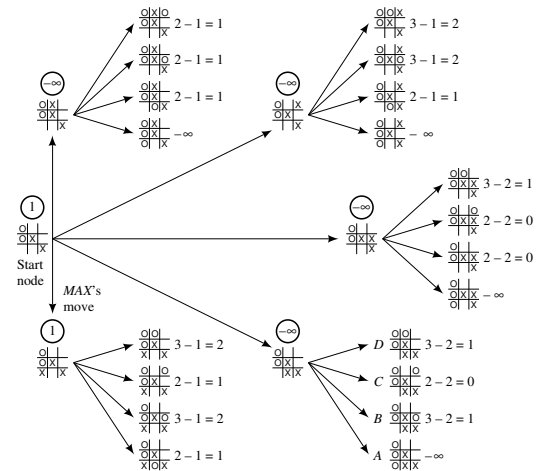 2 – 1 = 1
2 – 1 = 1
2 – 1 = 1
–∞
–∞
3 – 1 = 2
3 – 1 = 2
2 – 1 = 1
– ∞
–∞
1
Start
node
MAX's
move
–∞
3 – 2 = 1
2 – 2 = 0
2 – 2 = 0
– ∞
1
3 – 1 = 2
2 – 1 = 1
3 – 1 = 2
2 – 1 = 1
–∞
D 3 – 2 = 1
C 2 – 2 = 0
B 3 – 2 = 1
A –∞